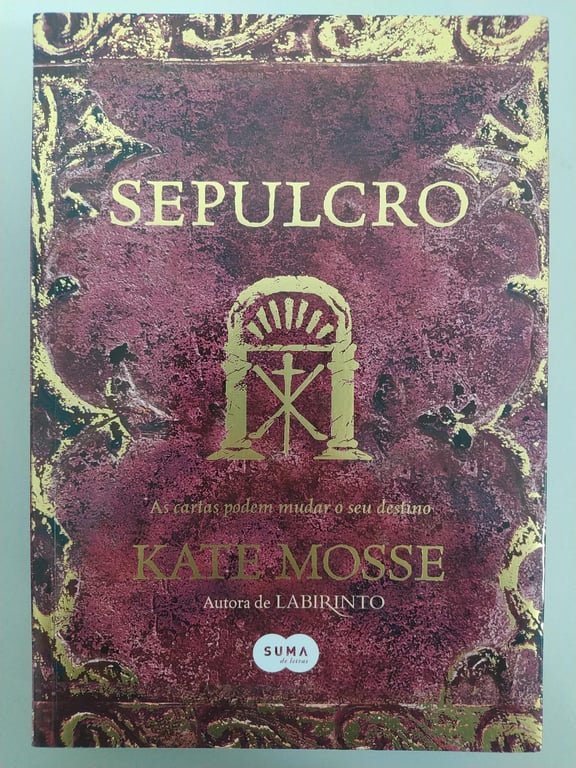 SEPULCRO
As cartas podem mudar o seu destino
KATE MOSSE
Autora de LABIRINTO
SUMA
de letras